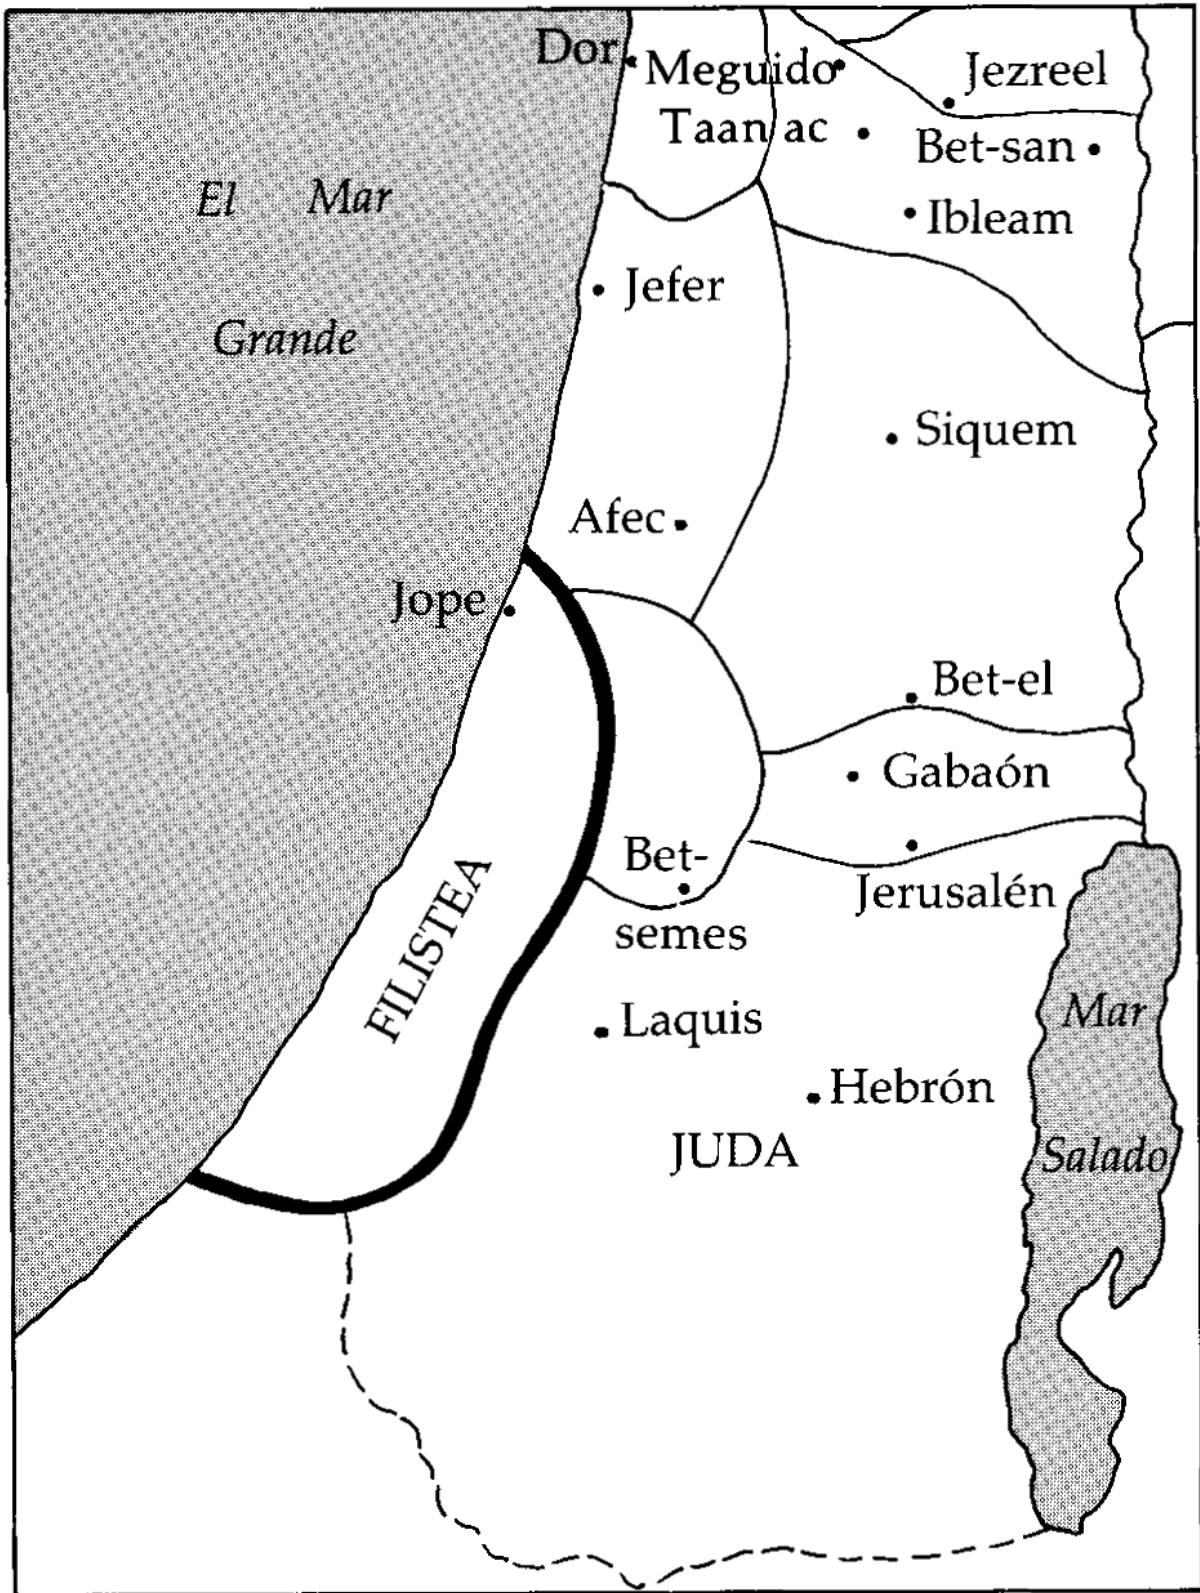 Dor
Meguido
Jezreel
Taanac
Bet-san
El Mar
Ibleam
Jefer
Grande
Siquem
Afec
Jope
Bet-el
Gabaón
Bet-
semes
Jerusalén
FILISTEA
Mar
Laquis
Hebrón
JUDA
Salado